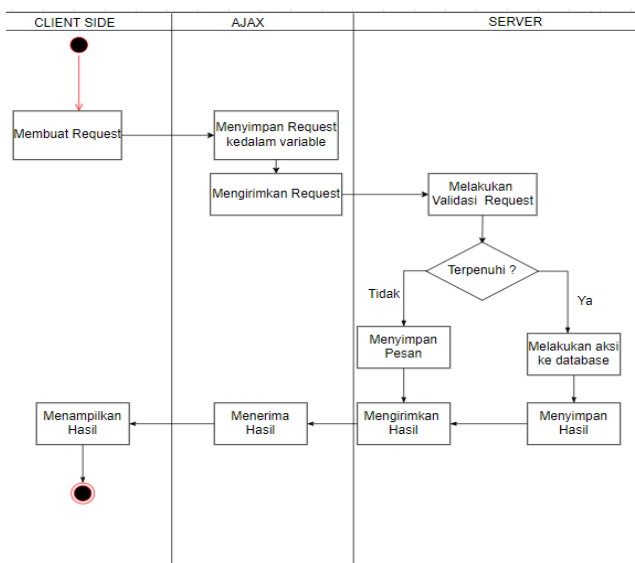 CLIENT SIDE
AJAX
SERVER
Membuat Request
Menyimpan Request
kedalam variable
Mengirimkan Request
Melakukan
Validasi Request
Terpenuhi ?
Tidak
Ya
Menyimpan
Pesan
Melakukan aksi
ke database
Menampilkan
Hasil
Menerima
Hasil
Mengirimkan
Hasil
Menyimpan
Hasil